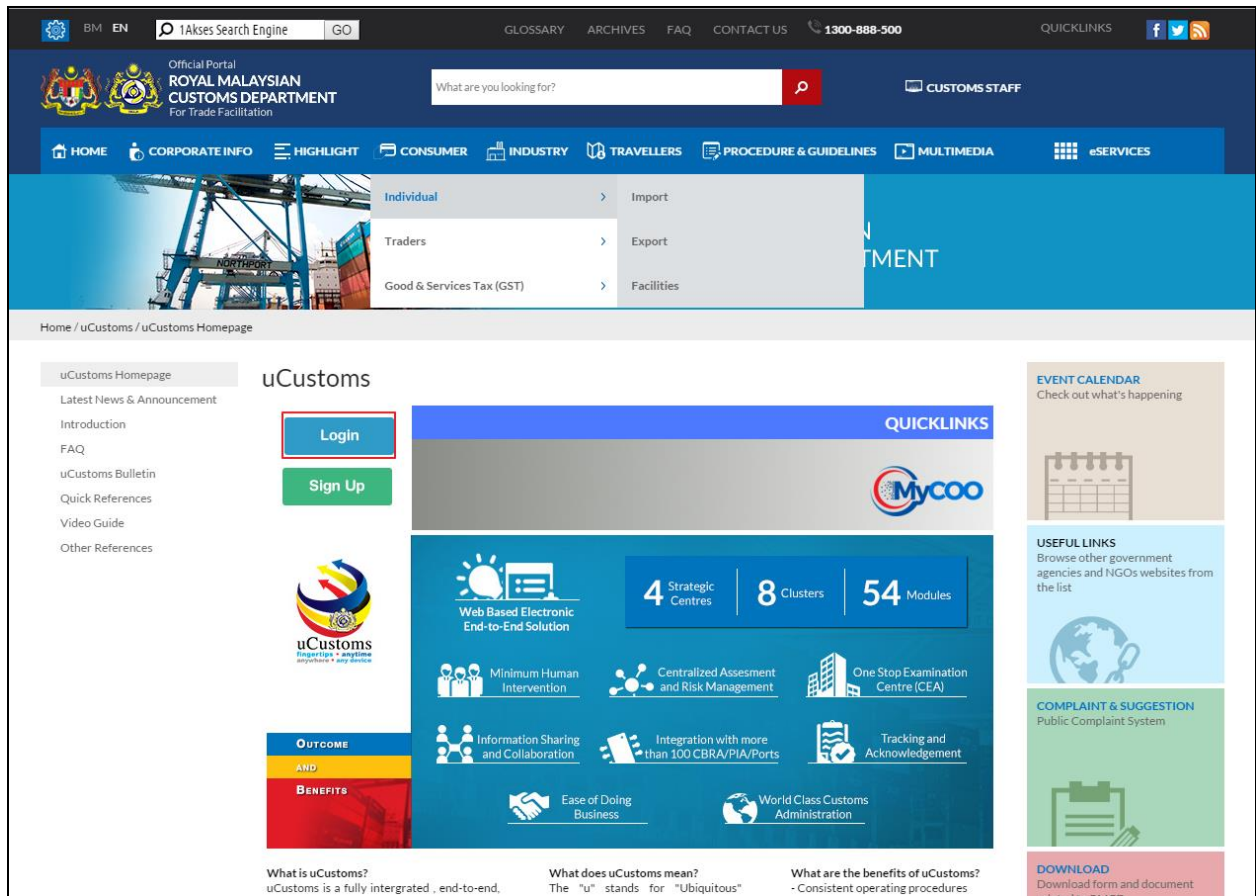 BM EN
1Akses Search Engine
GO
GLOSSARY ARCHIVES FAQ CONTACT US 1300-888-500
QUICKLINKS
Official Portal
ROYAL MALAYSIAN
CUSTOMS DEPARTMENT
For Trade Facilitation
What are you looking for?
CUSTOMS STAFF
HOME CORPORATE INFO HIGHLIGHT CONSUMER INDUSTRY TRAVELLERS PROCEDURE & GUIDELINES MULTIMEDIA eSERVICES
Individual
Traders
Good & Services Tax (GST)
Import
Export
Facilities
N
TMENT
NORTHPORT
Home / uCustoms / uCustoms Homepage
uCustoms Homepage
Latest News & Announcement
Introduction
FAQ
uCustoms Bulletin
Quick References
Video Guide
Other References
uCustoms
Login
Sign Up
QUICKLINKS
MyCOO
uCustoms
fingertips • anytime
anywhere • any device
OUTCOME
AND
BENEFITS
Web Based Electronic
End-to-End Solution
4 Strategic Centres
8 Clusters
54 Modules
Minimum Human
Intervention
Centralized Assesment
and Risk Management
One Stop Examination
Centre (CEA)
Information Sharing
and Collaboration
Integration with more
than 100 CBRA/PIA/Ports
Tracking and
Acknowledgement
Ease of Doing
Business
World Class Customs
Administration
What is uCustoms?
uCustoms is a fully intergrated , end-to-end,
What does uCustoms mean?
The "u" stands for "Ubiquitous"
What are the benefits of uCustoms?
- Consistent operating procedures
EVENT CALENDAR
Check out what's happening
USEFUL LINKS
Browse other government
agencies and NGOs websites from
the list
COMPLAINT & SUGGESTION
Public Complaint System
DOWNLOAD
Download form and document